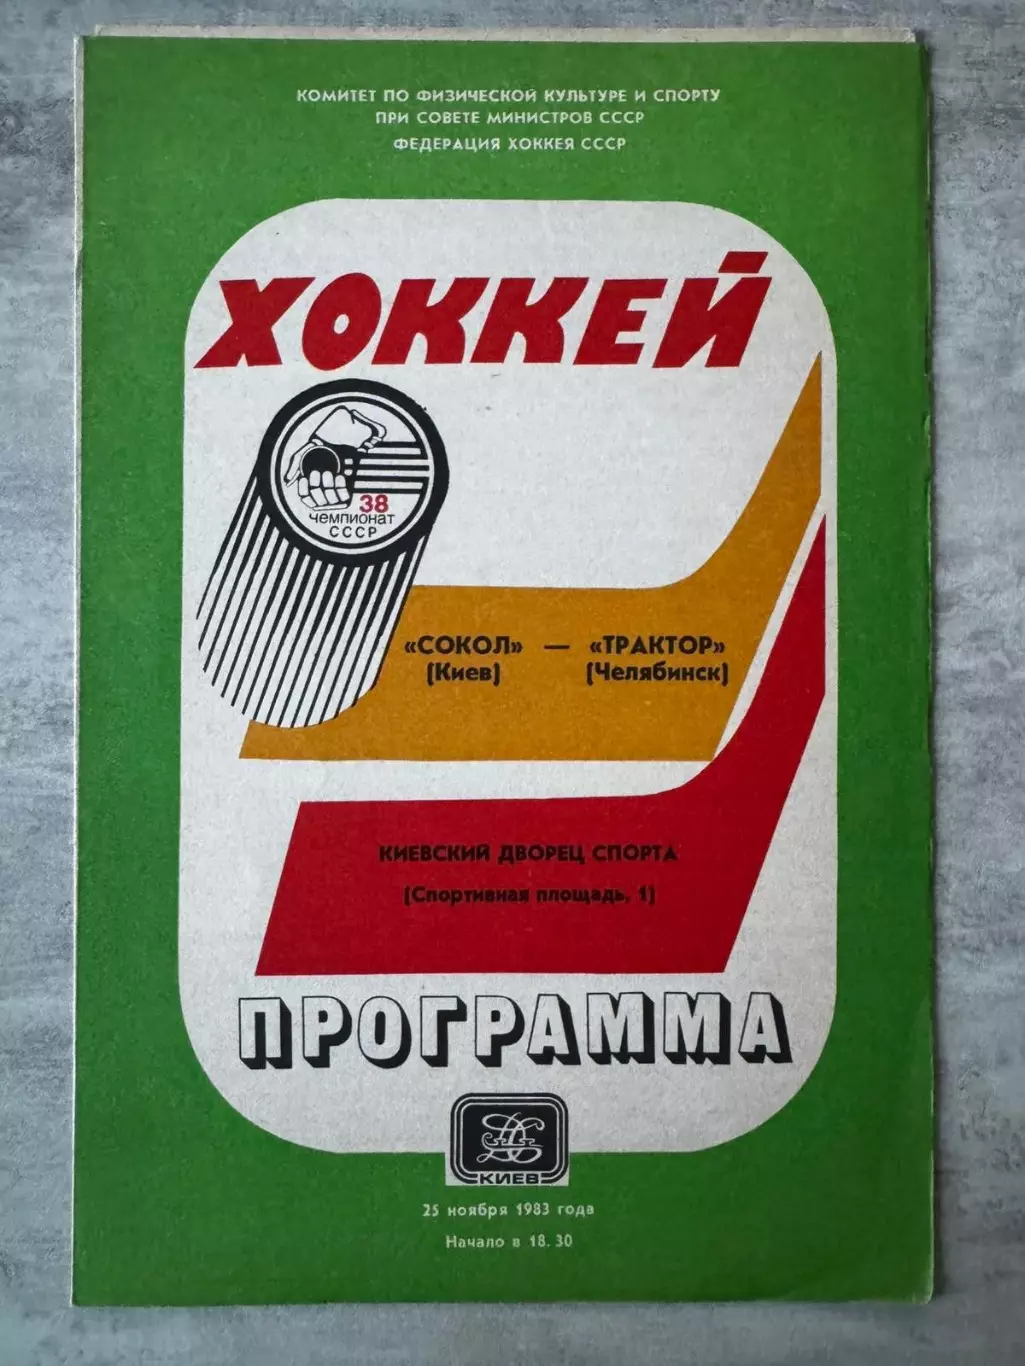 КОМИТЕТ ПО ФИЗИЧЕСКОЙ КУЛЬТУРЕ И СПОРТУ
ПРИ СОВЕТЕ МИНИСТРОВ СССР
ФЕДЕРАЦИЯ ХОККЕЯ СССР
ХОККЕЙ
38
ЧЕМПИОНАТ
СССР
«СОКОЛ» — «ТРАКТОР»
(Киев) (Челябинск)
КИЕВСКИЙ ДВОРЕЦ СПОРТА
(Спортивная площадь, 1)
ПРОГРАММА
КИЕВ
25 ноября 1983 года
Начало в 18.30